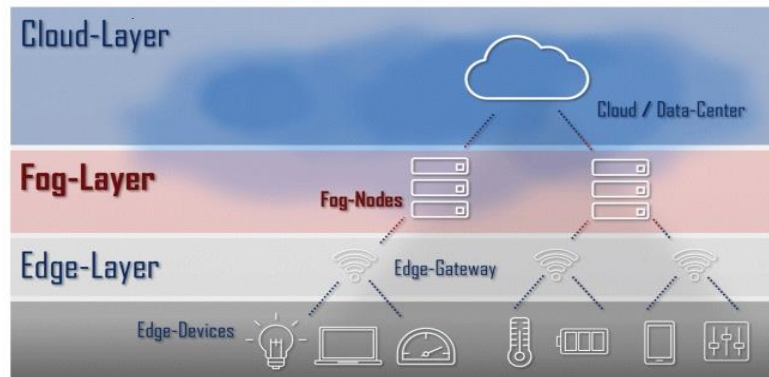 Cloud-Layer
Cloud / Data-Center
Fog-Layer
Fog-Nodes
Edge-Layer
Edge-Gateway
Edge-Devices